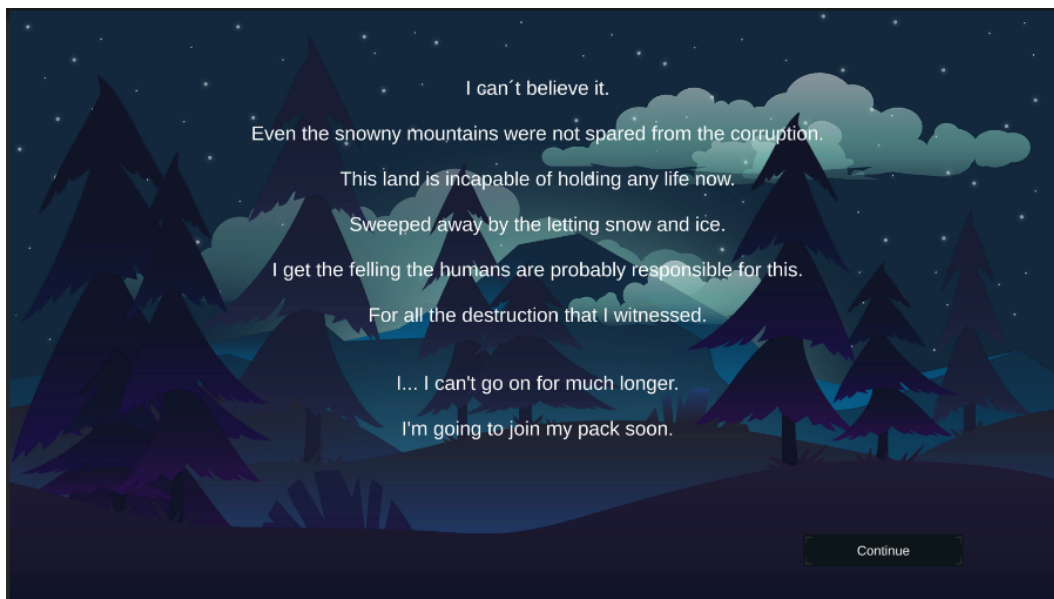 I can´t believe it.
Even the snowny mountains were not spared from the corruption.
This land is incapable of holding any life now.
Sweeped away by the letting snow and ice.
I get the felling the humans are probably responsible for this.
For all the destruction that I witnessed.
I... I can't go on for much longer.
I'm going to join my pack soon.
Continue